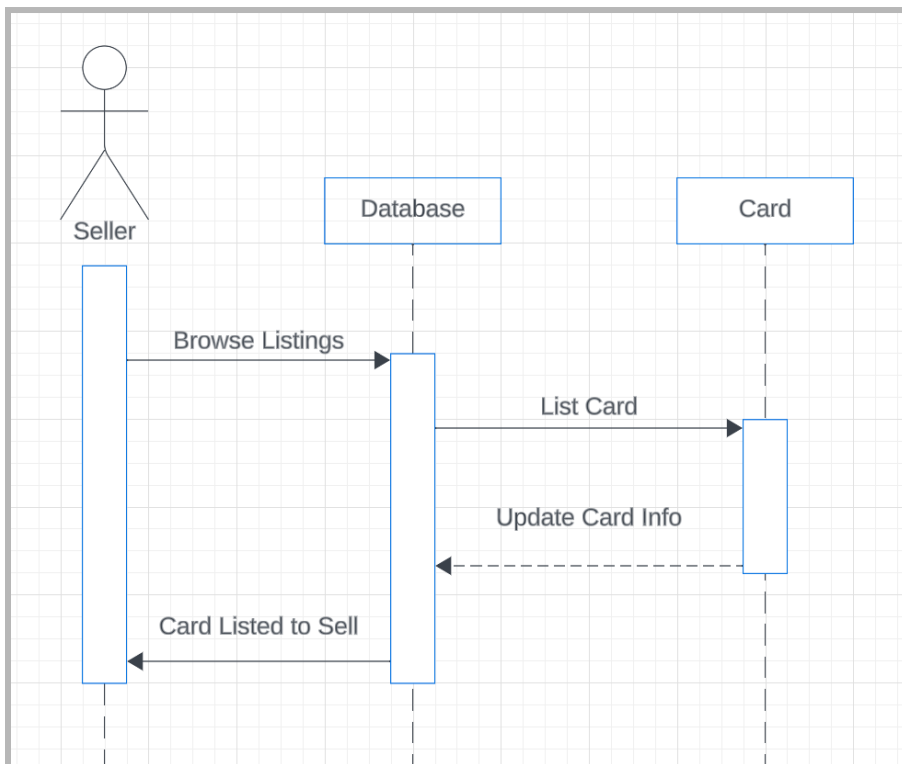 Seller
Database
Card
Browse Listings
List Card
Update Card Info
Card Listed to Sell